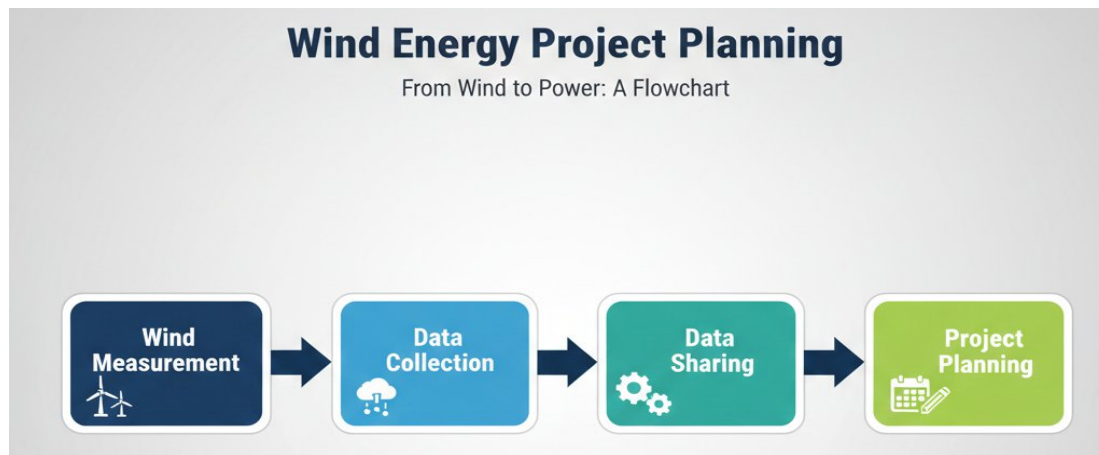 Wind Energy Project Planning
From Wind to Power: A Flowchart
Wind
Measurement
Data
Collection
Data
Sharing
Project
Planning